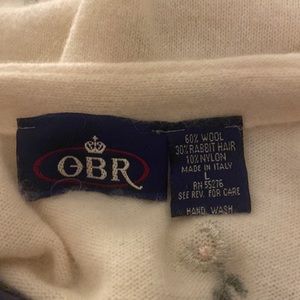 OBR
60% WOOL
30% RABBIT HAIR
10% NYLON
MADE IN ITALY
L
RN 55276
SEE REV. FOR CARE
HAND WASH